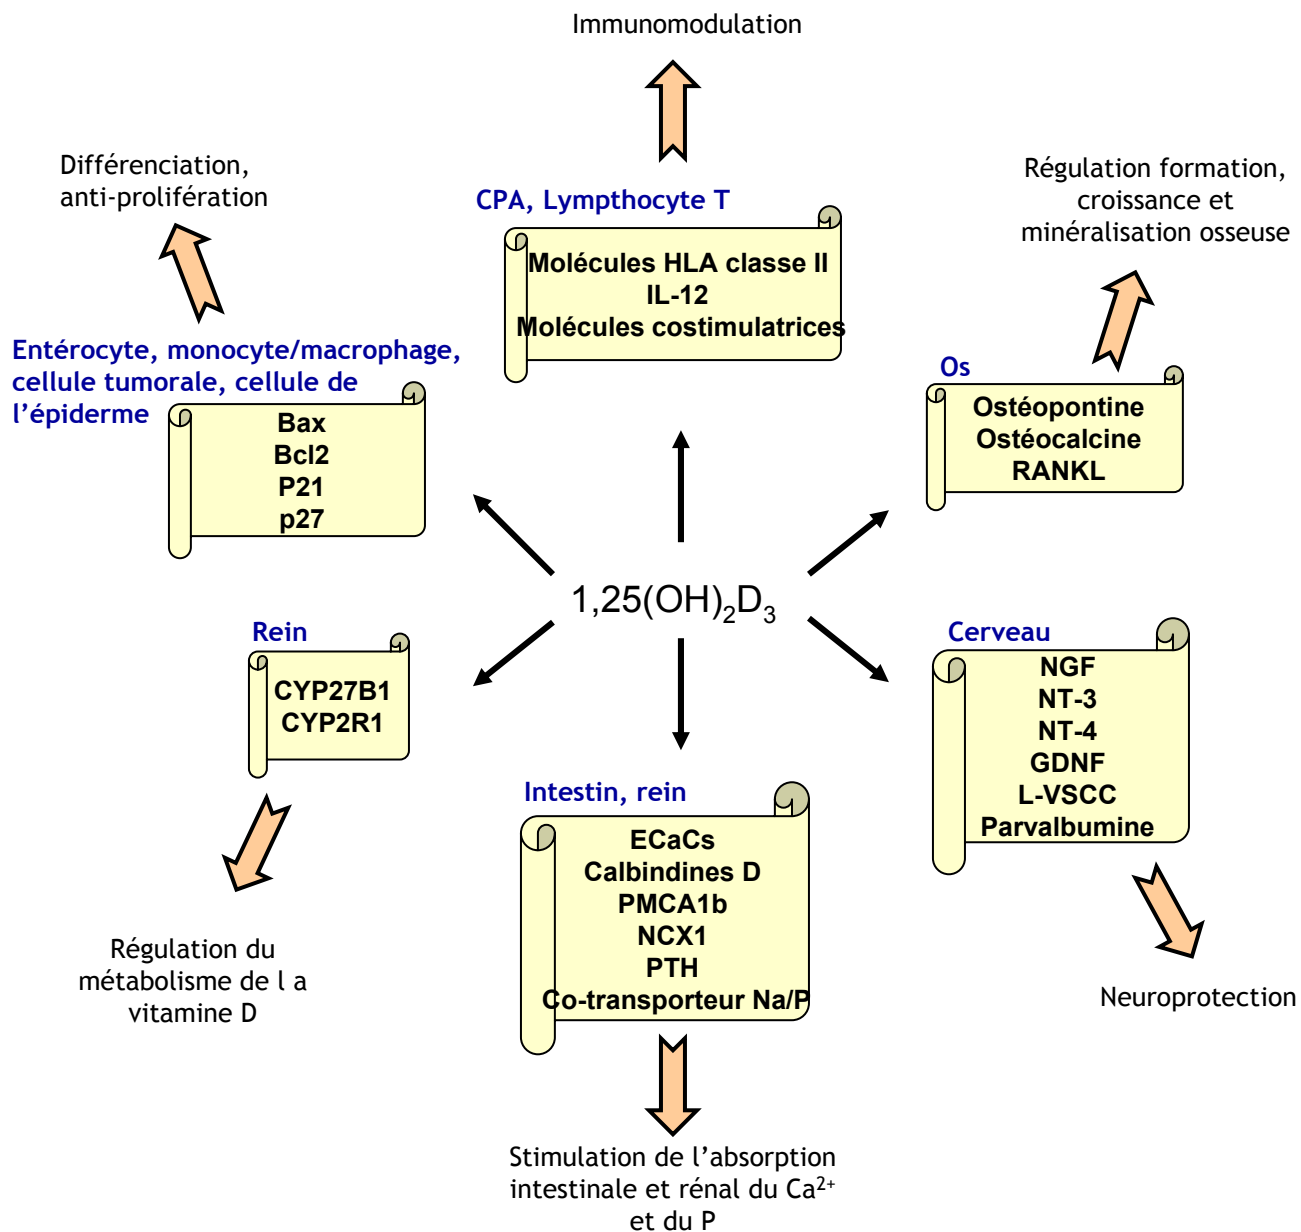 Immunomodulation
Différenciation,
anti-prolifération
Régulation formation,
croissance et
minéralisation osseuse
CPA, Lympthocyte T
Molécules HLA classe II
IL-12
Molécules costimulatrices
Entérocyte, monocyte/macrophage,
cellule tumorale, cellule de
l’épiderme
Bax
Bcl2
P21
p27
Os
Ostéopontine
Ostéocalcine
RANKL
1,25(OH)₂D₃
Rein
CYP27B1
CYP2R1
Cerveau
NGF
NT-3
NT-4
GDNF
L-VSCC
Parvalbumine
Intestin, rein
ECaCs
Calbindines D
PMCA1b
NCX1
PTH
Co-transporteur Na/P
Régulation du
métabolisme de l a
vitamine D
Neuroprotection
Stimulation de l’absorption
intestinale et rénal du Ca²⁺
et du P